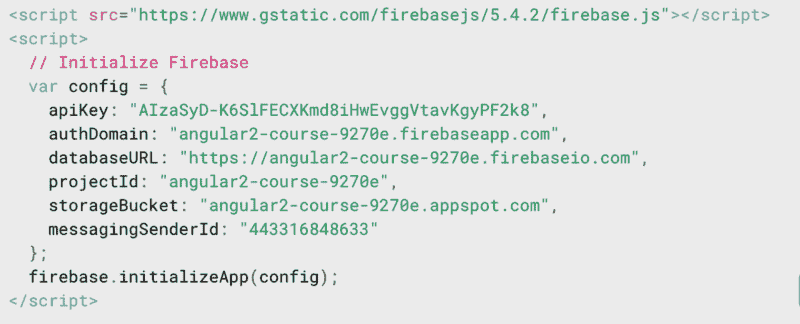 <script src="https://www.gstatic.com/firebasejs/5.4.2/firebase.js"></script>
<script>
  // Initialize Firebase
  var config = {
    apiKey: "AIzaSyD-K6SlFECXKmd8iHwEvggVtavKgyPF2k8",
    authDomain: "angular2-course-9270e.firebaseapp.com",
    databaseURL: "https://angular2-course-9270e.firebaseio.com",
    projectId: "angular2-course-9270e",
    storageBucket: "angular2-course-9270e.appspot.com",
    messagingSenderId: "443316848633"
  };
  firebase.initializeApp(config);
</script>